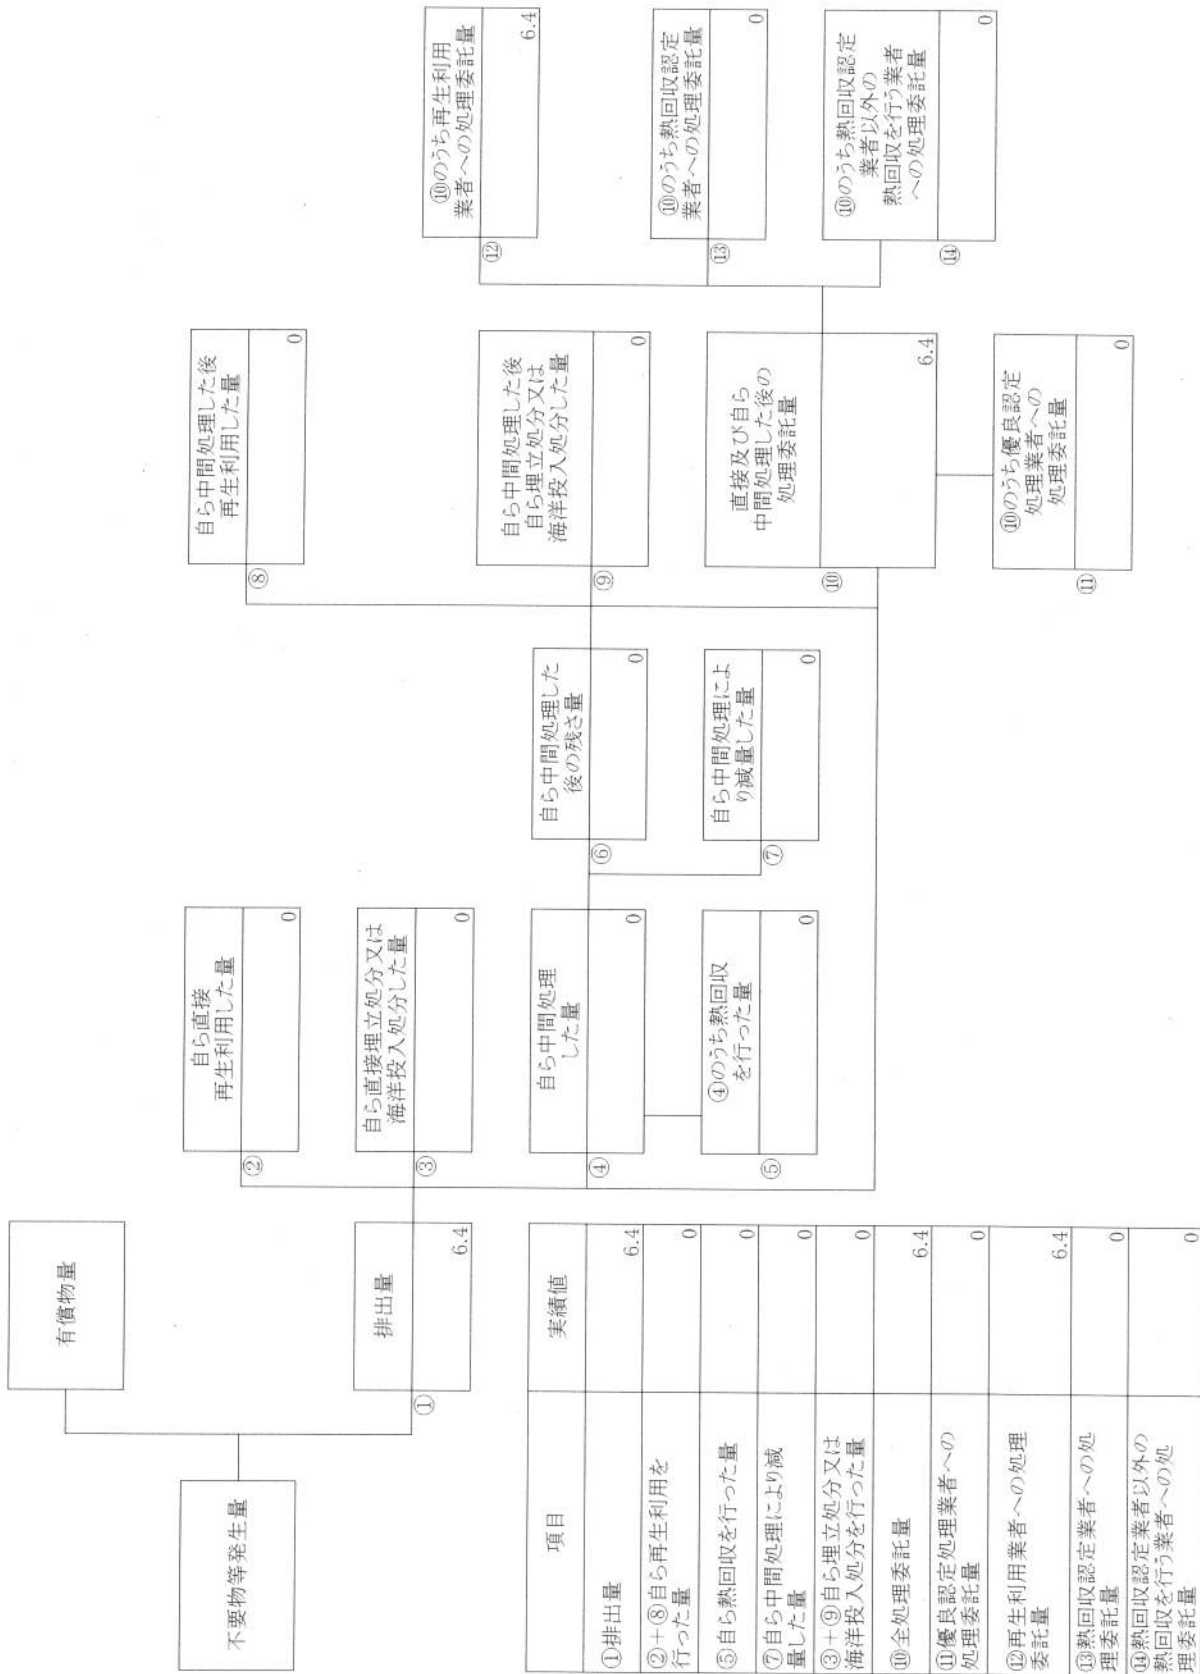 不要物等発生量
有償物量
①
排出量
6.4
②
自ら直接
再生利用した量
0
③
自ら直接埋立処分又は
海洋投入処分した量
0
④
自ら中間処理
した量
0
⑤
④のうち熱回収
を行った量
0
⑥
自ら中間処理した
後の残さ量
0
⑦
自ら中間処理によ
り減量した量
0
⑧
自ら中間処理した後
再生利用した量
0
⑨
自ら中間処理した後
自ら埋立処分又は
海洋投入処分した量
0
⑩
直接及び自ら
中間処理した後の
処理委託量
6.4
⑪
⑩のうち優良認定
処理業者への
処理委託量
0
⑫
⑩のうち再生利用
業者への処理委託量
6.4
⑬
⑩のうち熱回収認定
業者への処理委託量
0
⑭
⑩のうち熱回収認定
業者以外の
熱回収を行う業者
への処理委託量
0
項目 実績値
①排出量 6.4
②+⑧自ら再生利用を
行った量 0
⑤自ら熱回収を行った量 0
⑦自ら中間処理により減
量した量 0
③+⑨自ら埋立処分又は
海洋投入処分を行った量 0
⑩全処理委託量 6.4
⑪優良認定処理業者への
処理委託量 0
⑫再生利用業者への処理
委託量 6.4
⑬熱回収認定業者への処
理委託量 0
⑭熱回収認定業者以外の
熱回収を行う業者への処
理委託量 0